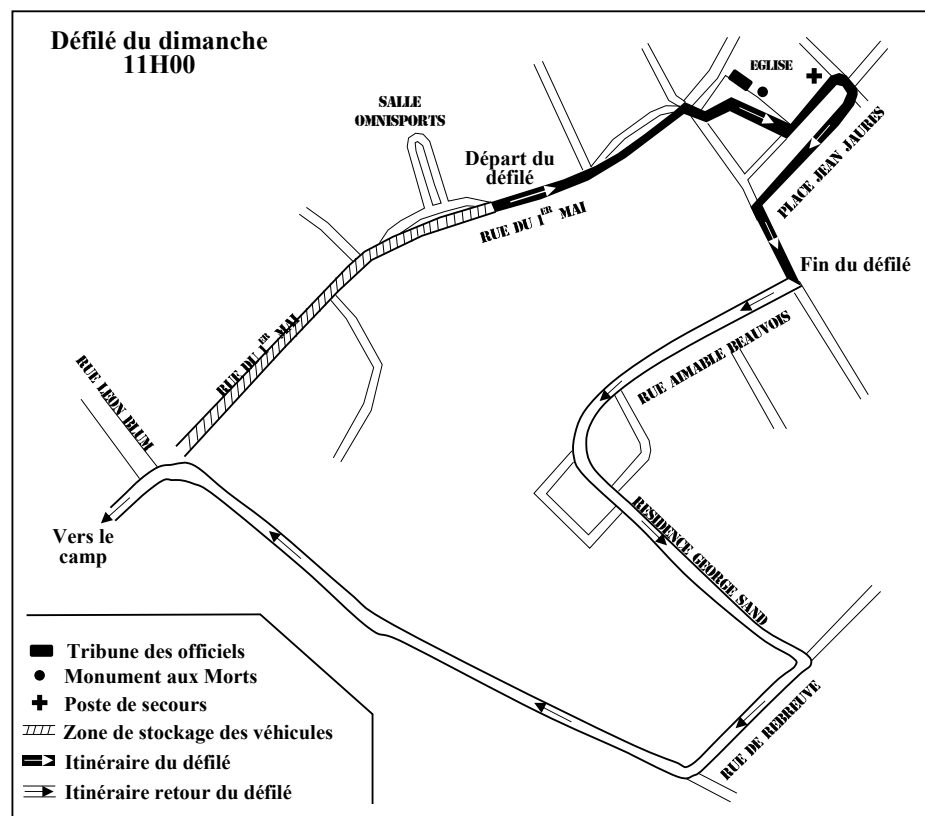 Défilé du dimanche
11H00
EGLISE
SALLE
OMNISPORTS
Départ du
défilé
PLACE JEAN JAURES
RUE DU 1ER MAI
Fin du défilé
RUE DU 1ER MAI
RUE AIMABLE BEAUVOIS
RUE LEON BLUM
Vers le
camp
RESIDENCE GEORGE SAND
RUE DE REBREUVE
Tribune des officiels
Monument aux Morts
Poste de secours
Zone de stockage des véhicules
Itinéraire du défilé
Itinéraire retour du défilé